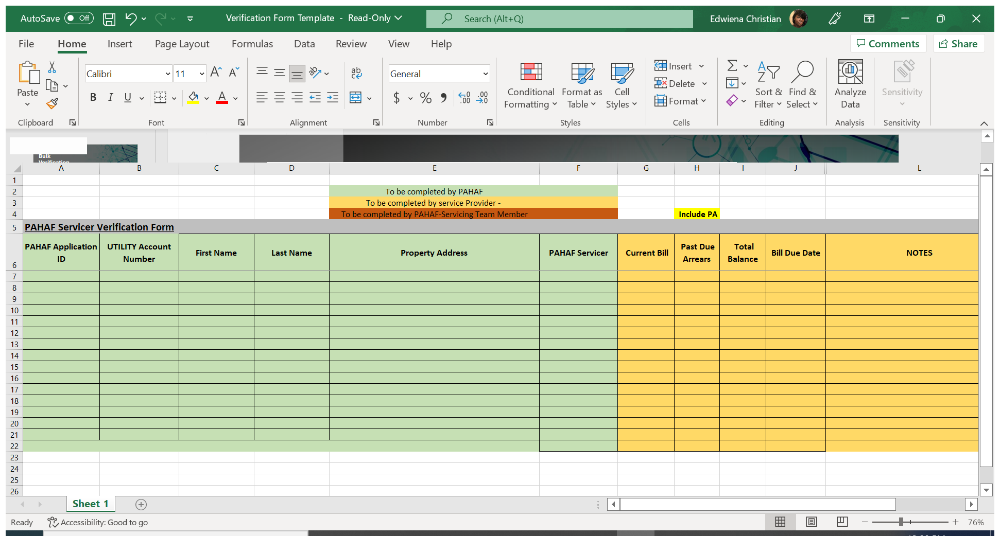 AutoSave Off Verification Form Template - Read-Only Search (Alt+Q) Edwiena Christian
File Home Insert Page Layout Formulas Data Review View Help Comments Share
Paste
Clipboard
Calibri 11
B I U A
Font
ab
Alignment
General
$ % 9 .00 .00
Number
Conditional Formatting
Format as Table
Cell Styles
Styles
Insert
Delete
Format
Cells
Sort & Filter
Find & Select
Editing
Analyze Data
Analysis
Sensitivity
Sensitivity
Bulk
Verification
A B C D E F G H I J L
1
2 To be completed by PAHAF
3 To be completed by service Provider -
4 To be completed by PAHAF-Servicing Team Member Include PA
5 PAHAF Servicer Verification Form
PAHAF Application UTILITY Account Past Due Total
First Name Last Name Property Address PAHAF Servicer Current Bill Bill Due Date NOTES
ID Number Arrears Balance
6
7
8
9
10
11
12
13
14
15
16
17
18
19
20
21
22
23
24
25
26
Sheet 1
Ready Accessibility: Good to go 76%